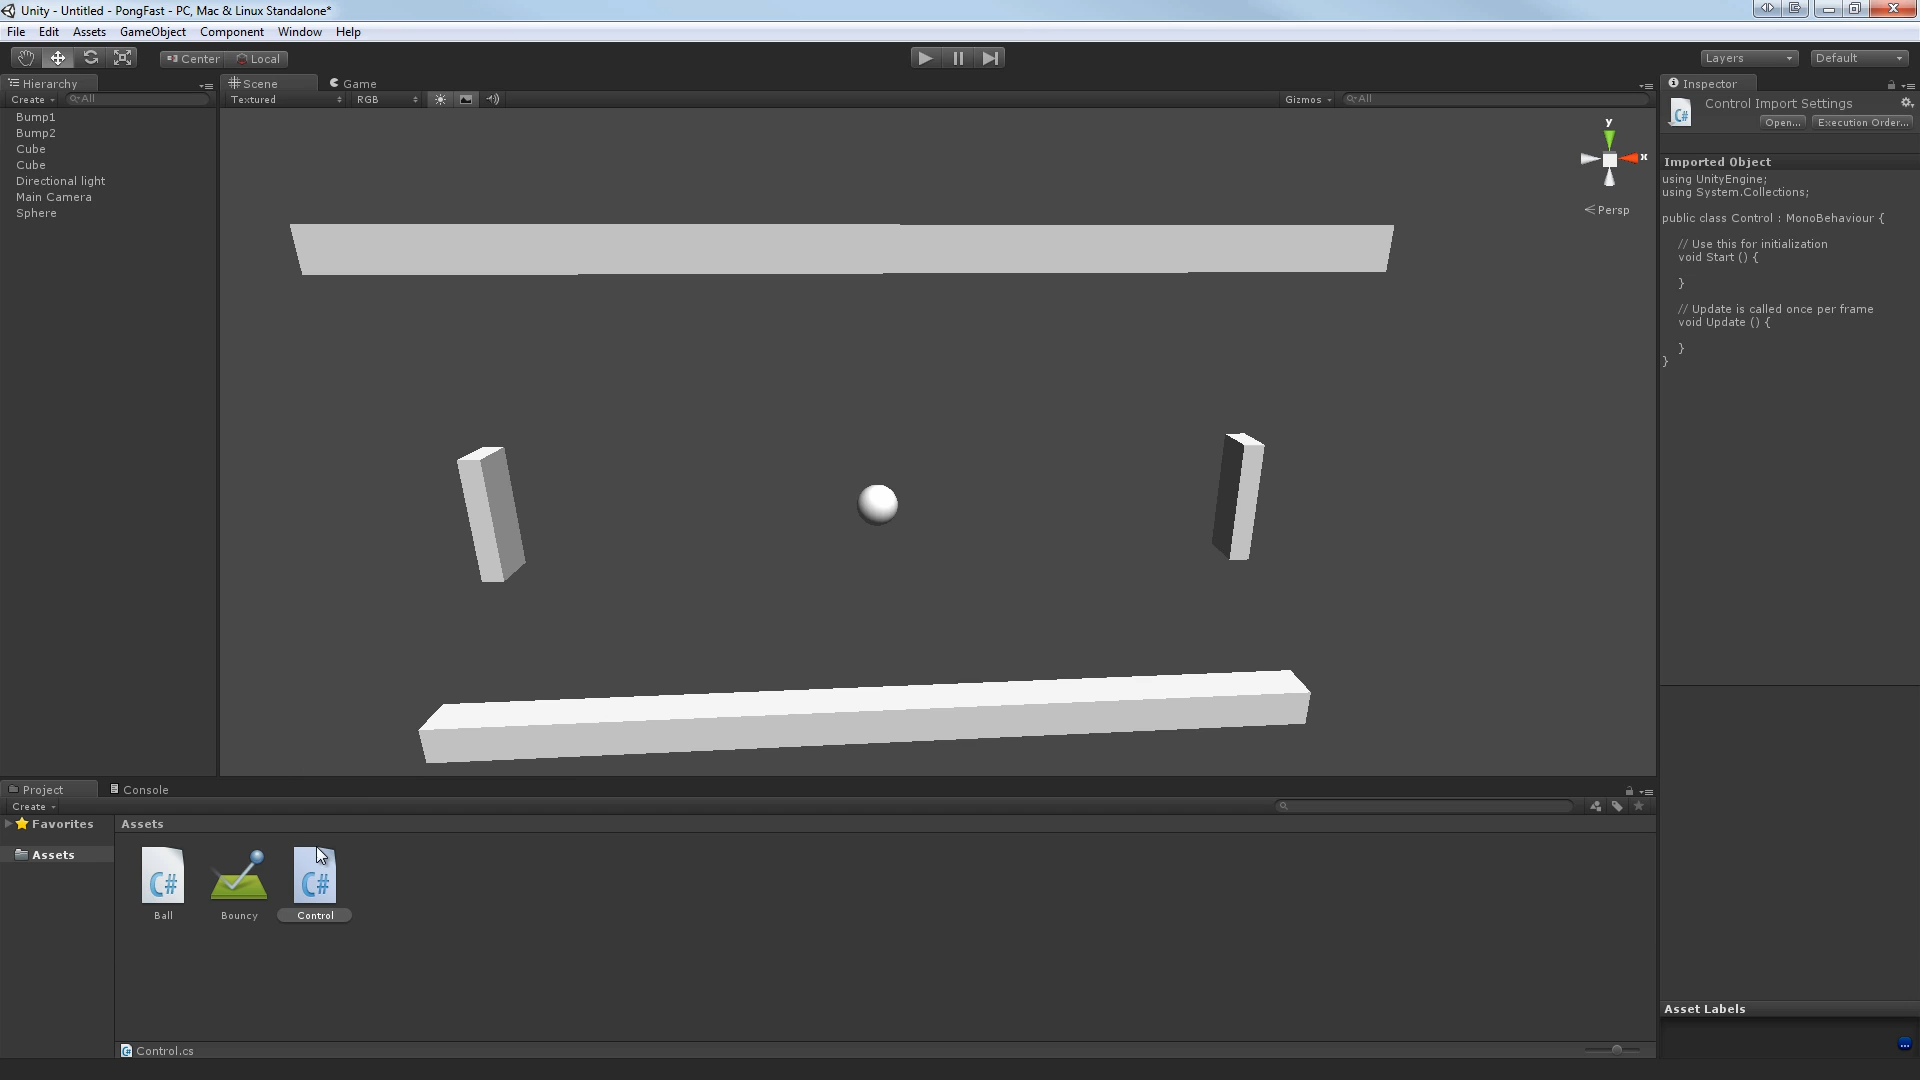 Unity - Untitled - PongFast - PC, Mac & Linux Standalone*
File Edit Assets GameObject Component Window Help
Center Local Layers Default
Hierarchy
Create All
Bump1
Bump2
Cube
Cube
Directional light
Main Camera
Sphere
Scene Game
Textured RGB Gizmos All
y
x
Persp
Inspector
Control Import Settings
C#
Open... Execution Order...
Imported Object
using UnityEngine;
using System.Collections;
public class Control : MonoBehaviour {
// Use this for initialization
void Start () {
}
// Update is called once per frame
void Update () {
}
}
Project Console
Create
Favorites
Assets
Assets
C# C#
Ball Bouncy Control
Control.cs
Asset Labels
...